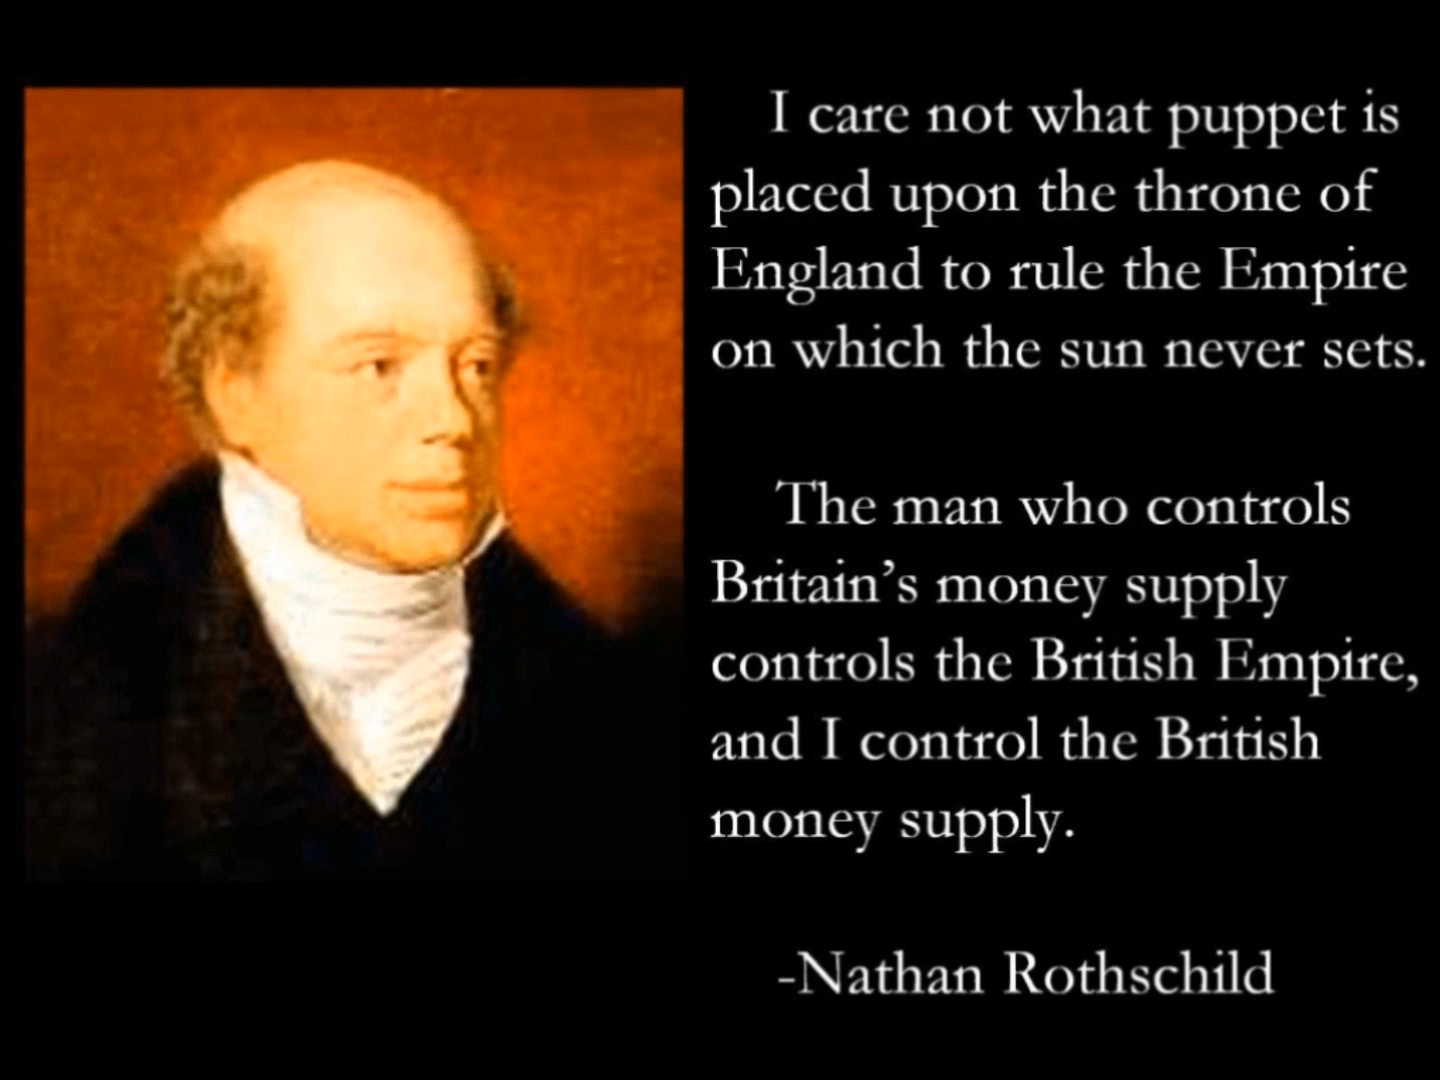 I care not what puppet is
placed upon the throne of
England to rule the Empire
on which the sun never sets.
The man who controls
Britain’s money supply
controls the British Empire,
and I control the British
money supply.
-Nathan Rothschild